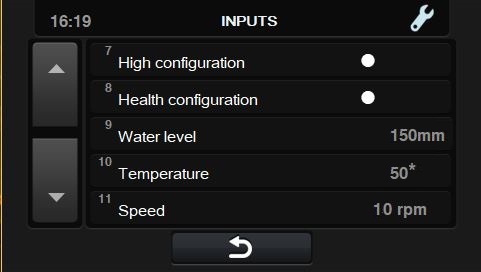 16:19 INPUTS
7 High configuration
8 Health configuration
9 Water level 150mm
10 Temperature 50*
11 Speed 10 rpm